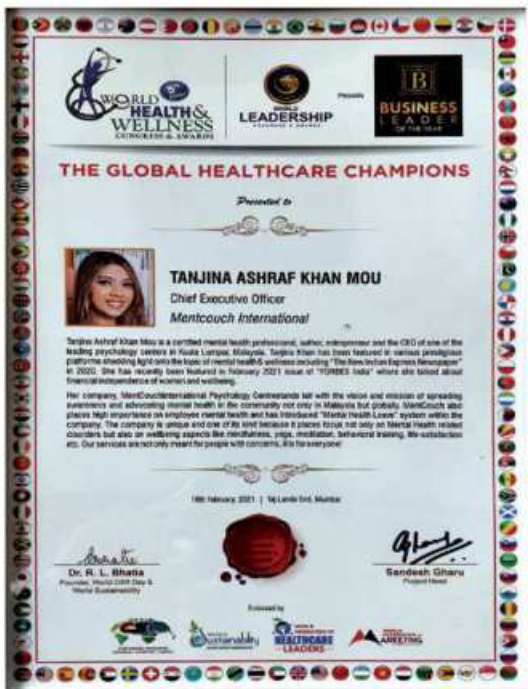 WORLD
5th
HEALTH&
WELLNESS
CONGRESS & AWARDS
WORLD
LEADERSHIP
CONGRESS & AWARDS
Presents
B
BUSINESS
LEADER
OF THE YEAR
THE GLOBAL HEALTHCARE CHAMPIONS
Presented to
TANJINA ASHRAF KHAN MOU
Chief Executive Officer
Mentcouch International
Tanjina Ashraf Khan Mou is a certified mental health professional, author, entrepreneur and the CEO of one of the
leading psychology centers in Kuala Lumpur, Malaysia. Tanjina Khan has been featured in various prestigious
platforms shedding light onto the topic of mental health & wellness including "The New Indian Express Newspaper"
in 2020. She has recently been featured in February 2021 issue of "FORBES India" where she talked about
financial independence of women and wellbeing.
Her company, MentCouch International Psychology Centre stands tall with the vision and mission of spreading
awareness and advocating mental health in the community not only in Malaysia but globally. MentCouch also
places high importance on employee mental health and has introduced "Mental Health Leave" system within the
company. The company is unique and one of its kind because it places focus not only on Mental Health related
disorders but also on wellbeing aspects like mindfulness, yoga, meditation, behavioral training, life-satisfaction
etc. Our services are not only meant for people with concerns, it is for everyone!
February, 2021 | Taj Lands End, Mumbai
Dr. R. L. Bhatia
Founder, World CSR Day &
World Sustainability
Sandesh Gharu
Project Head
Endorsed by
Sustainability
HEALTHCARE
LEADERS
MARKETING